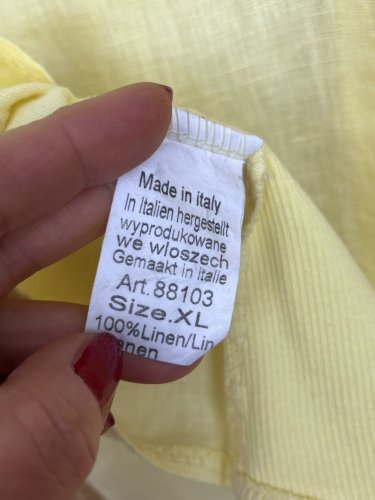 Made in italy
In Italien hergestellt
wyprodukowane
we wloszech
Gemaakt in Italie
Art. 88103
Size.XL
100%Linen/Lin